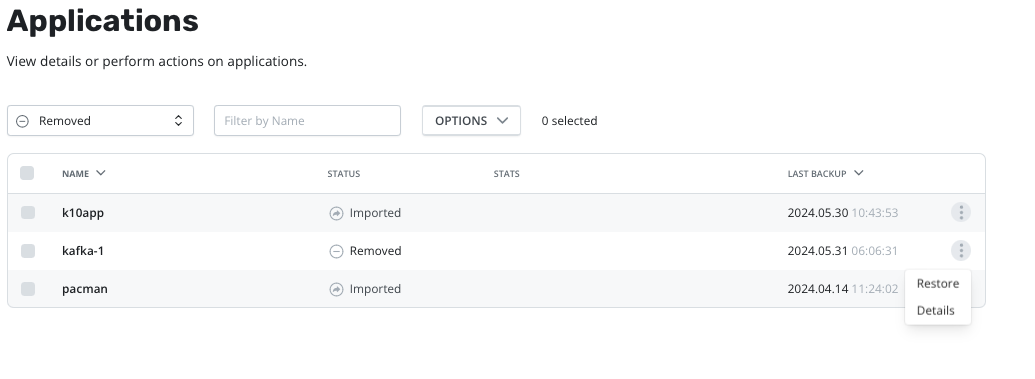 Applications
View details or perform actions on applications.
Removed Filter by Name OPTIONS 0 selected
NAME STATUS STATS LAST BACKUP
k10app Imported 2024.05.30 10:43:53
kafka-1 Removed 2024.05.31 06:06:31
pacman Imported 2024.04.14 11:24:02
Restore
Details